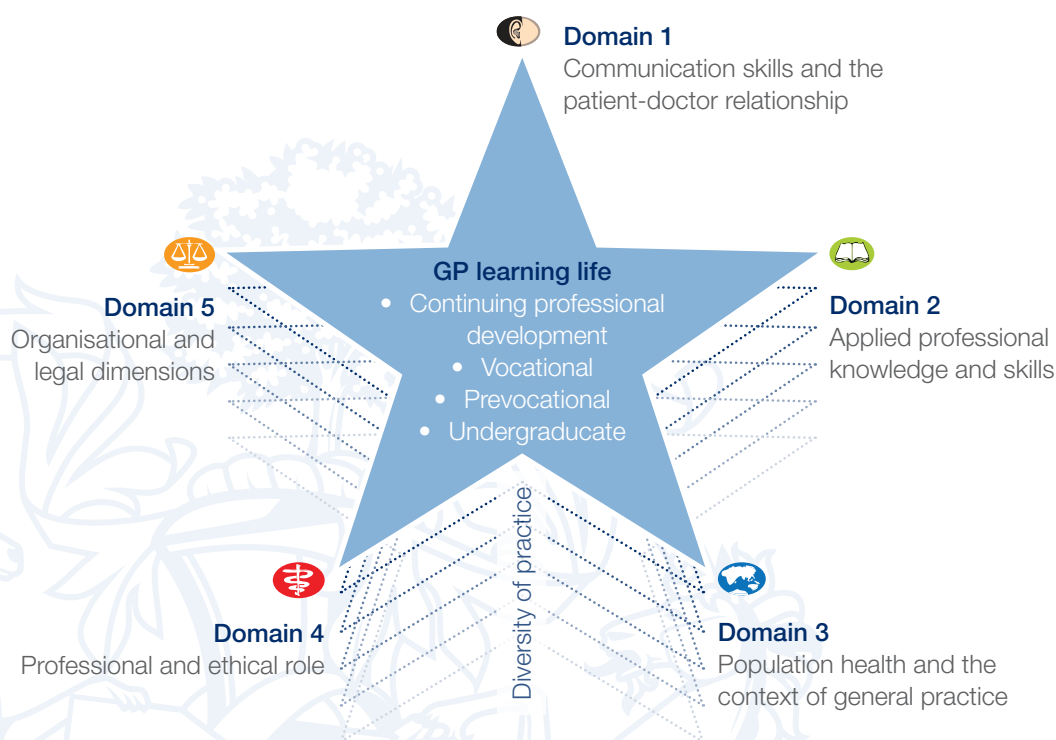 Domain 1
Communication skills and the
patient-doctor relationship
GP learning life
• Continuing professional
development
• Vocational
• Prevocational
• Undergraducate
Domain 5
Organisational and
legal dimensions
Domain 2
Applied professional
knowledge and skills
Diversity of practice
Domain 4
Professional and ethical role
Domain 3
Population health and the
context of general practice